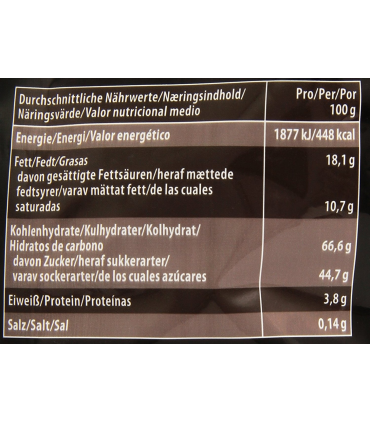 Durchschnittliche Nährwerte/Næringsindhold/
Näringsvärde/Valor nutricional medio
Pro/Per/Por
100 g
Energie/Energi/Valor energético
1877 kJ/448 kcal
Fett/Fedt/Grasas
18,1 g
davon gesättigte Fettsäuren/heraf mættede
fedtsyrer/varav mättat fett/de las cuales
saturadas
10,7 g
Kohlenhydrate/Kulhydrater/Kolhydrat/
Hidratos de carbono
66,6 g
davon Zucker/heraf sukkerarter/
varav sockerarter/de los cuales azúcares
44,7 g
Eiweiß/Protein/Proteínas
3,8 g
Salz/Salt/Sal
0,14 g